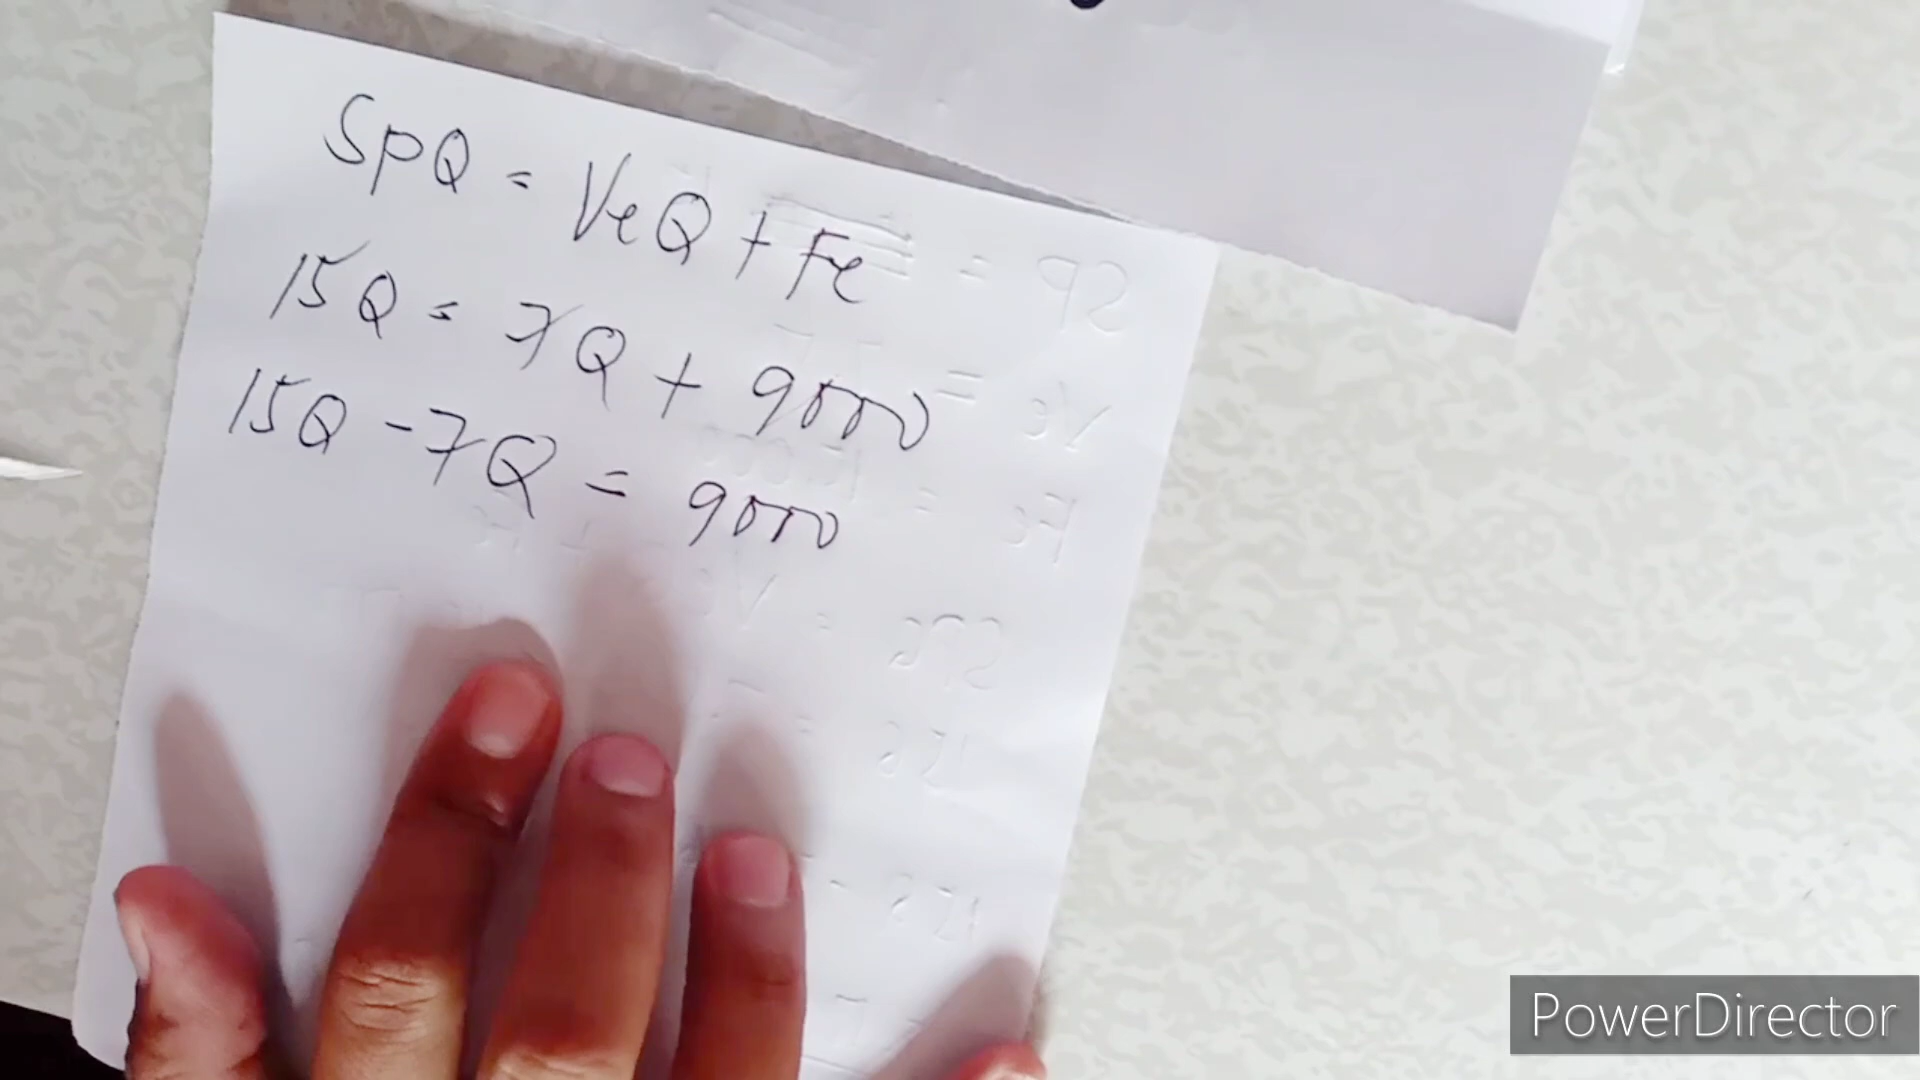 SPQ = VeQ + Fe
15Q = 7Q + 9000
15Q - 7Q = 9000
PowerDirector